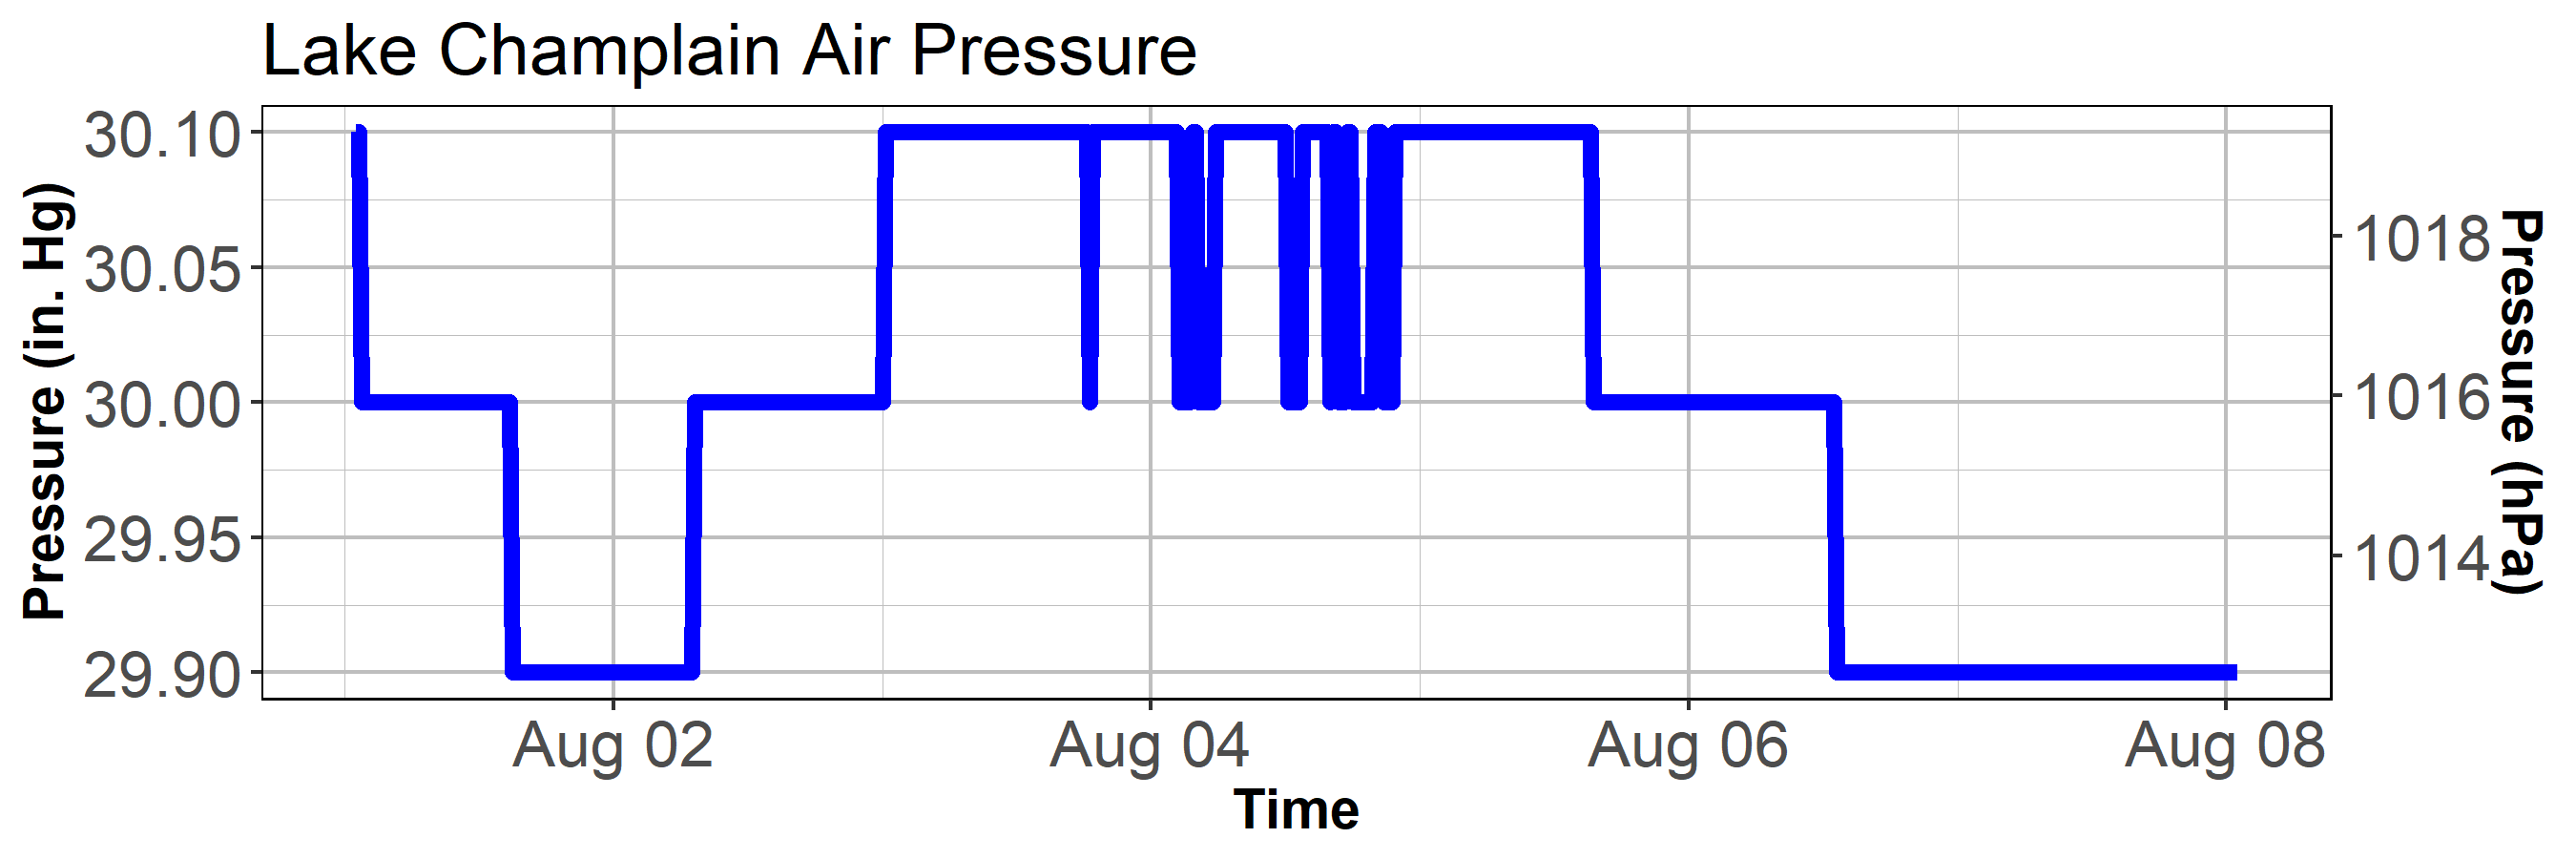 Lake Champlain Air Pressure
Pressure (in. Hg)
30.10
30.05
30.00
29.95
29.90
1018
1016
1014
Pressure (hPa)
Aug 02
Aug 04
Aug 06
Aug 08
Time